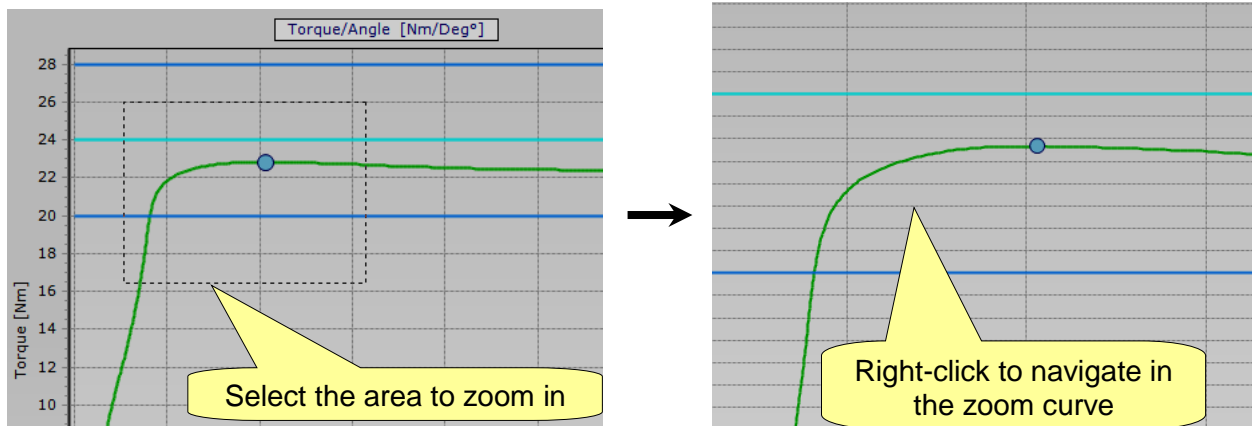 Torque/Angle [Nm/Degº]
28
26
24
22
20
18
16
14
12
10
Torque [Nm]
Select the area to zoom in
Right-click to navigate in
the zoom curve